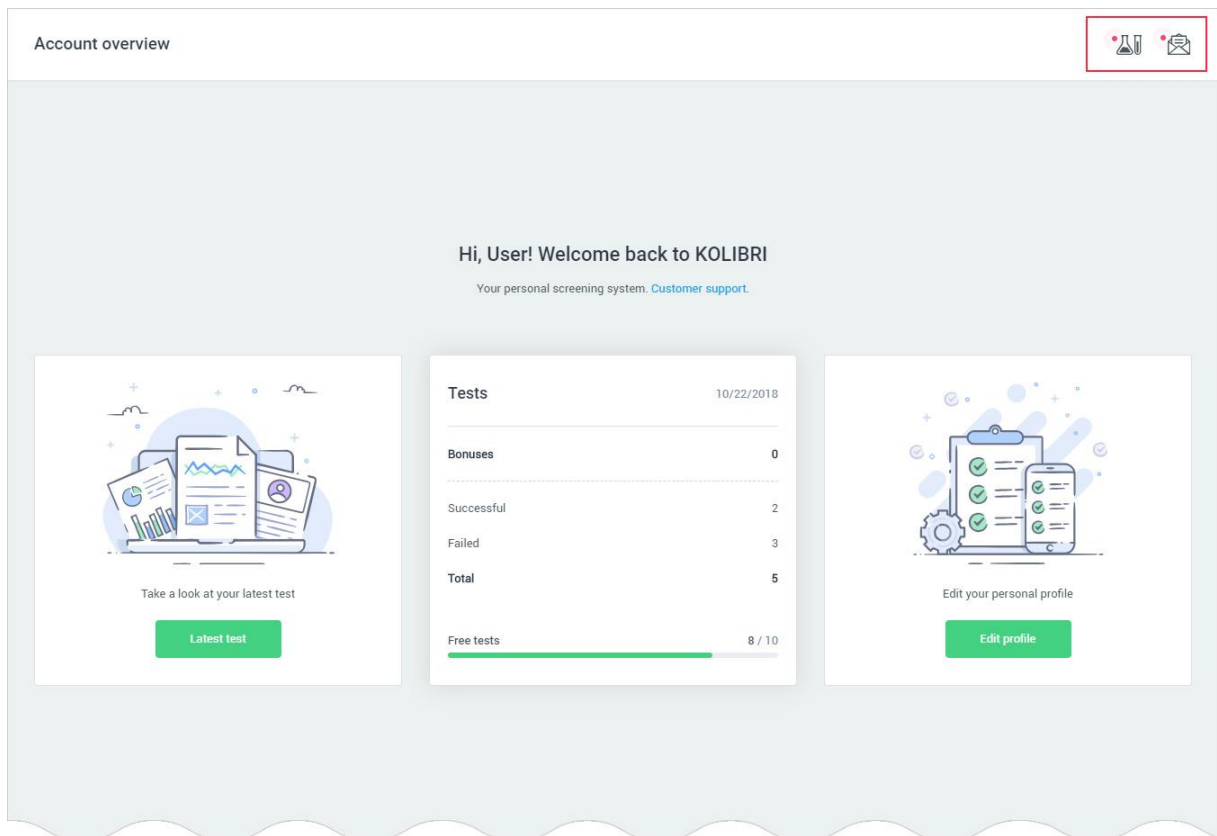 Account overview
Hi, User! Welcome back to KOLIBRI
Your personal screening system. Customer support.
Take a look at your latest test
Latest test
Tests 10/22/2018
Bonuses 0
Successful 2
Failed 3
Total 5
Free tests 8 / 10
Edit your personal profile
Edit profile